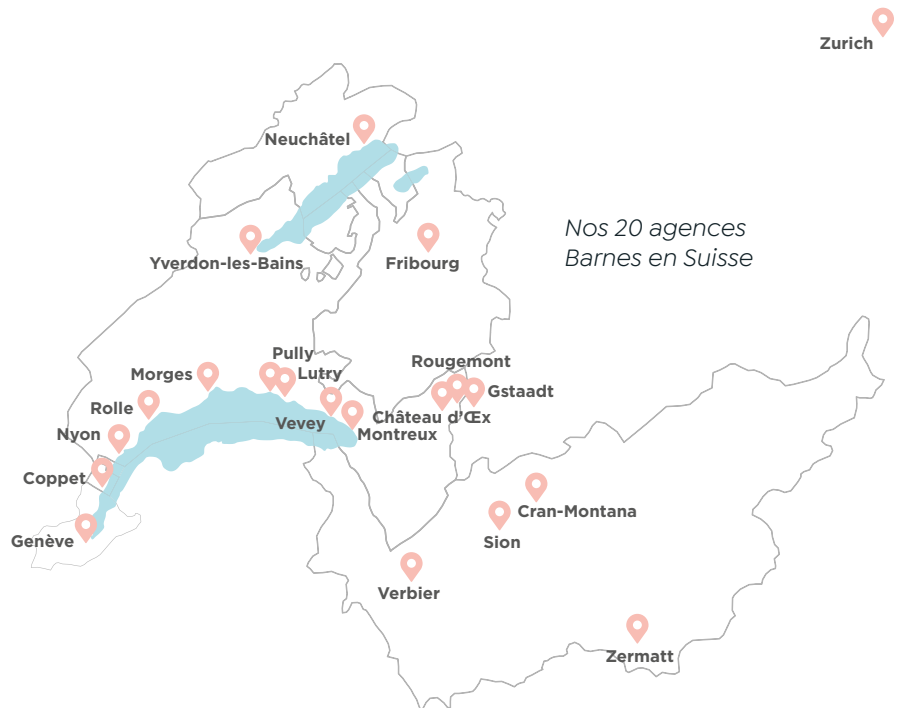 Zurich
Neuchâtel
Nos 20 agences
Barnes en Suisse
Yverdon-les-Bains
Fribourg
Pully
Rougemont
Morges
Lutry
Gstaadt
Rolle
Château d'Œx
Vevey
Nyon
Montreux
Coppet
Cran-Montana
Genève
Sion
Verbier
Zermatt